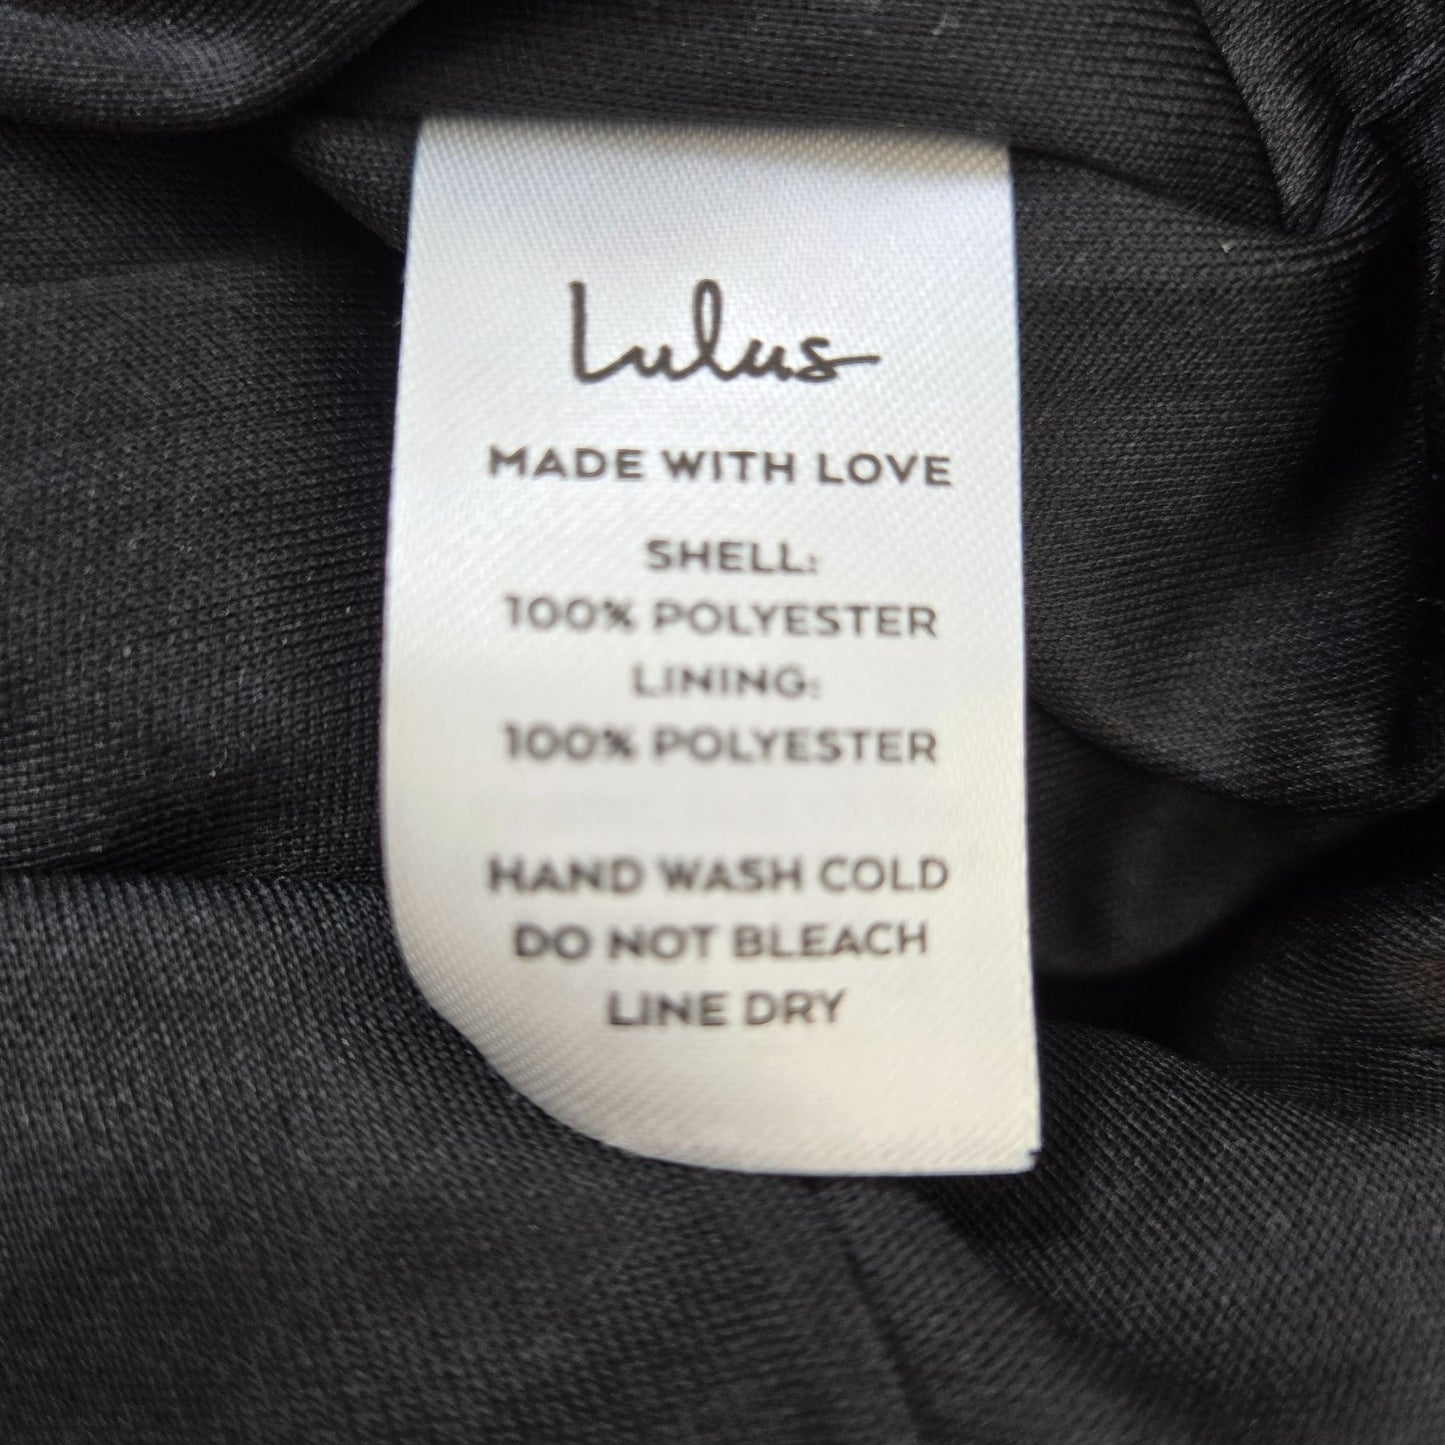 Lulus
MADE WITH LOVE
SHELL:
100% POLYESTER
LINING:
100% POLYESTER
HAND WASH COLD
DO NOT BLEACH
LINE DRY